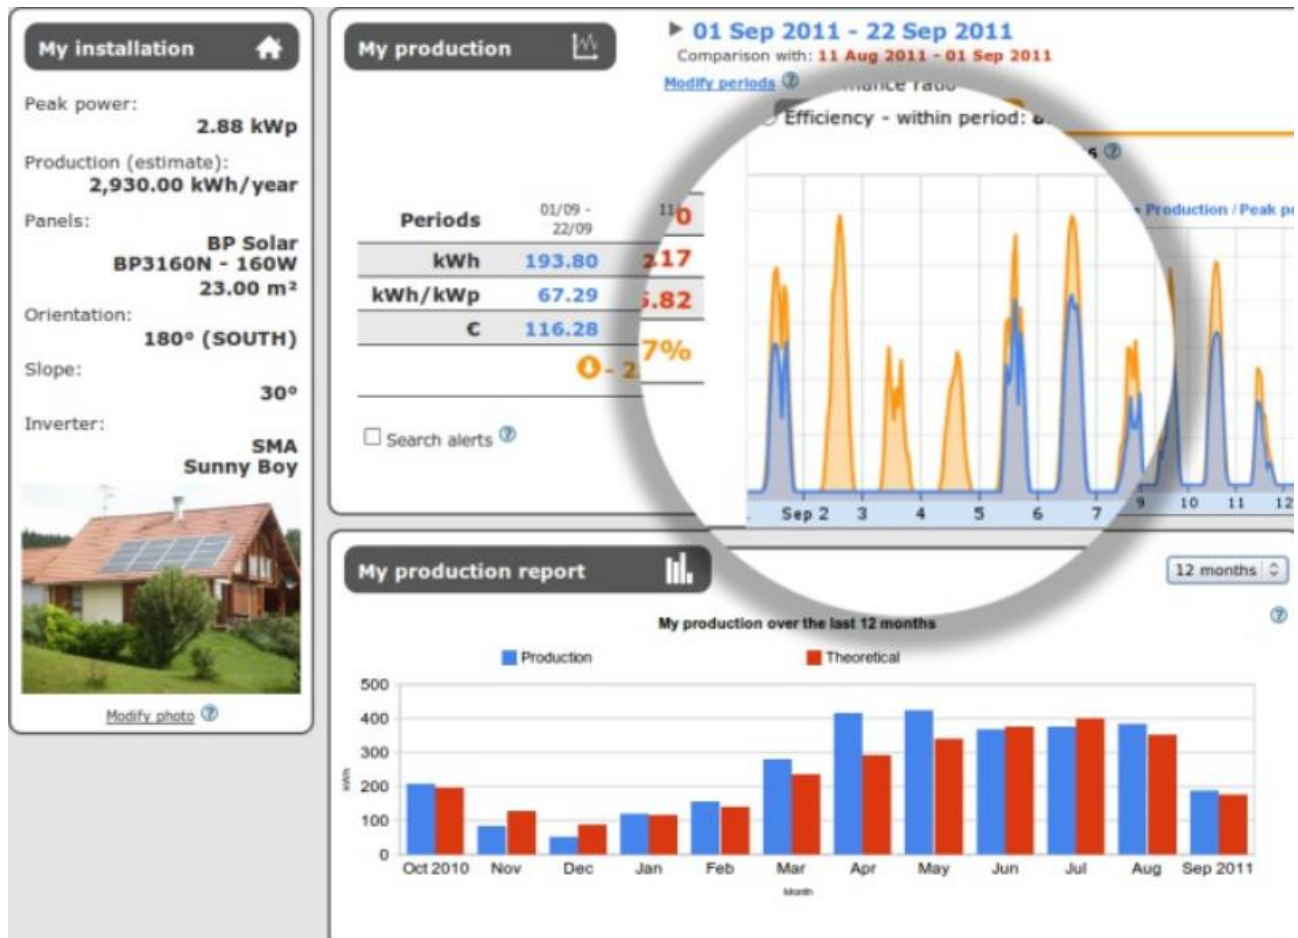 My installation
Peak power:
2.88 kWp
Production (estimate):
2,930.00 kWh/year
Panels:
BP Solar
BP3160N - 160W
23.00 m²
Orientation:
180º (SOUTH)
Slope:
30º
Inverter:
SMA
Sunny Boy
Modify photo
My production
01 Sep 2011 - 22 Sep 2011
Comparison with: 11 Aug 2011 - 01 Sep 2011
Modify periods
Efficiency - within period:
Production / Peak
Periods 01/09 - 22/09
kWh 193.80
kWh/kWp 67.29
€ 116.28
7%
Search alerts
Sep 2 3 4 5 6 7 9 10 11 12
My production report
12 months
My production over the last 12 months
Production Theoretical
500
400
300
200
100
0
kWh
Oct 2010 Nov Dec Jan Feb Mar Apr May Jun Jul Aug Sep 2011
Month